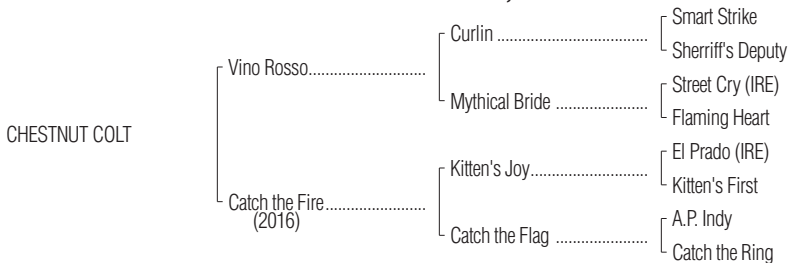 Smart Strike
Curlin ........................................
Sherriff's Deputy
Vino Rosso...............................
Street Cry (IRE)
Mythical Bride ........................
Flaming Heart
CHESTNUT COLT
El Prado (IRE)
Kitten's Joy...............................
Kitten's First
Catch the Fire..........................
(2016)
A.P. Indy
Catch the Flag ........................
Catch the Ring